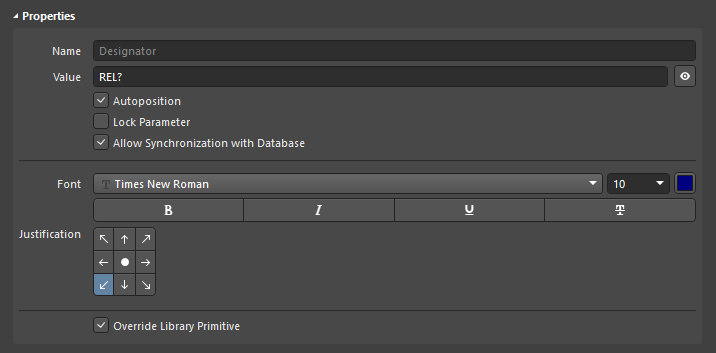 Properties
Name Designator
Value REL?
Autoposition
Lock Parameter
Allow Synchronization with Database
Font T Times New Roman 10
B I U T
Justification
Override Library Primitive